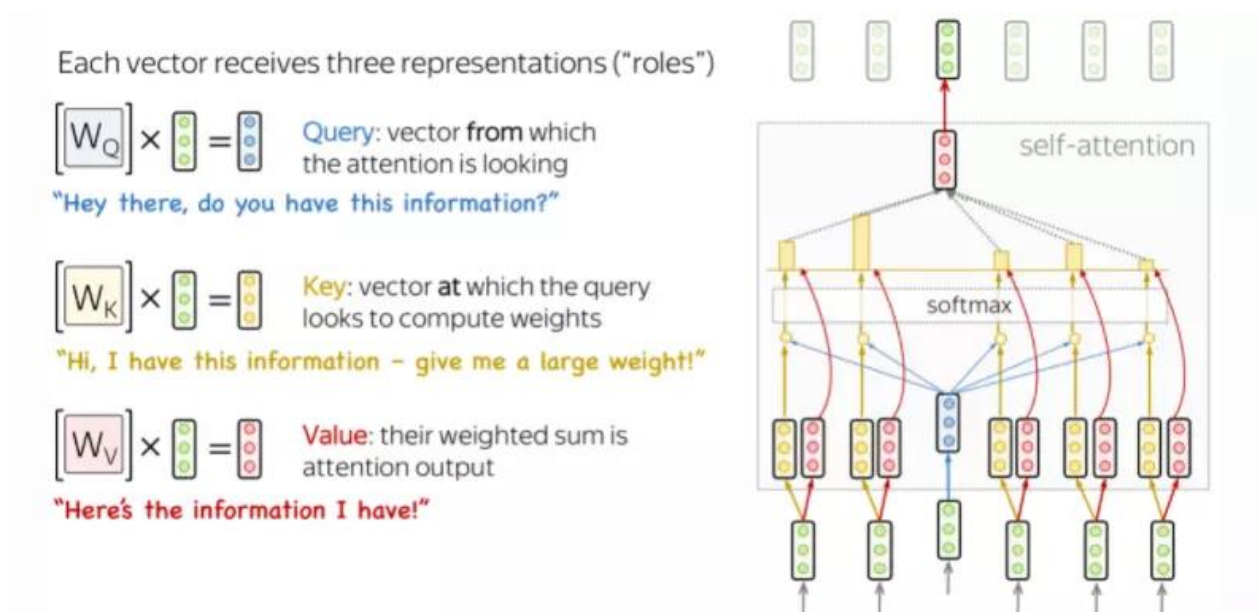 Each vector receives three representations (“roles”)
[W_Q] × =
Query: vector from which
the attention is looking
“Hey there, do you have this information?”
[W_K] × =
Key: vector at which the query
looks to compute weights
“Hi, I have this information – give me a large weight!”
[W_V] × =
Value: their weighted sum is
attention output
“Here’s the information I have!”
self-attention
softmax